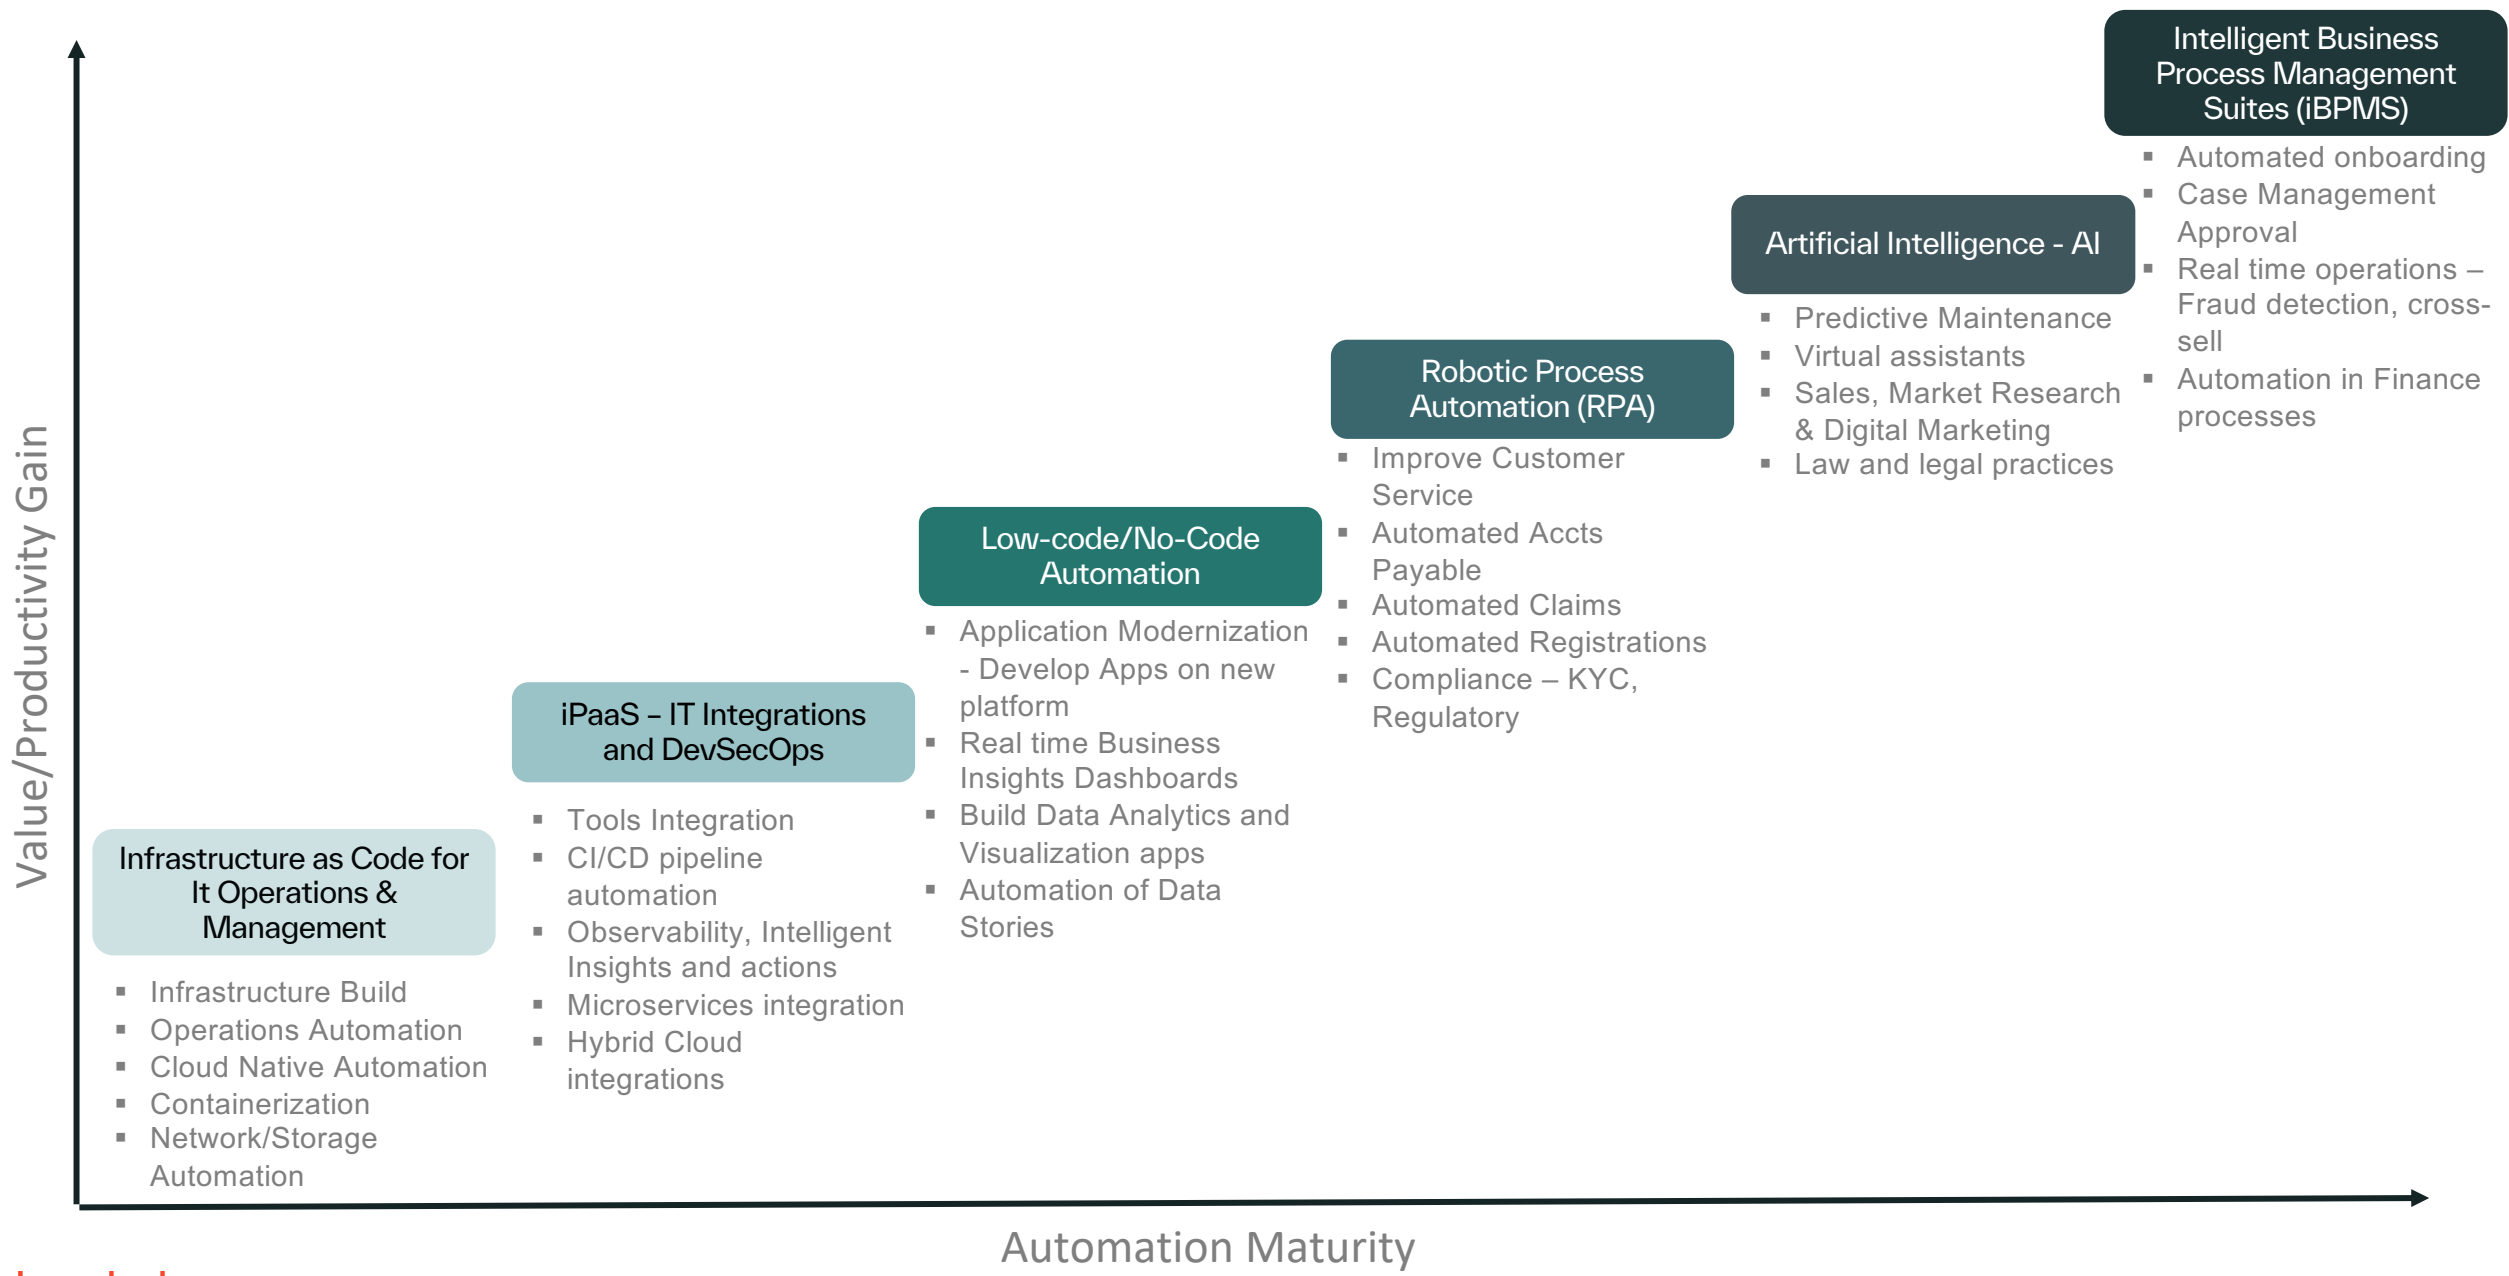 Value/Productivity Gain
Infrastructure as Code for
It Operations &
Management
▪ Infrastructure Build
▪ Operations Automation
▪ Cloud Native Automation
▪ Containerization
▪ Network/Storage
Automation
iPaaS – IT Integrations
and DevSecOps
▪ Tools Integration
▪ CI/CD pipeline
automation
▪ Observability, Intelligent
Insights and actions
▪ Microservices integration
▪ Hybrid Cloud
integrations
Low-code/No-Code
Automation
▪ Application Modernization
- Develop Apps on new
platform
▪ Real time Business
Insights Dashboards
▪ Build Data Analytics and
Visualization apps
▪ Automation of Data
Stories
Robotic Process
Automation (RPA)
▪ Improve Customer
Service
▪ Automated Accts
Payable
▪ Automated Claims
▪ Automated Registrations
▪ Compliance – KYC,
Regulatory
Artificial Intelligence - AI
▪ Predictive Maintenance
▪ Virtual assistants
▪ Sales, Market Research
& Digital Marketing
▪ Law and legal practices
Intelligent Business
Process Management
Suites (iBPMS)
▪ Automated onboarding
▪ Case Management
Approval
▪ Real time operations –
Fraud detection, cross-
sell
▪ Automation in Finance
processes
Automation Maturity